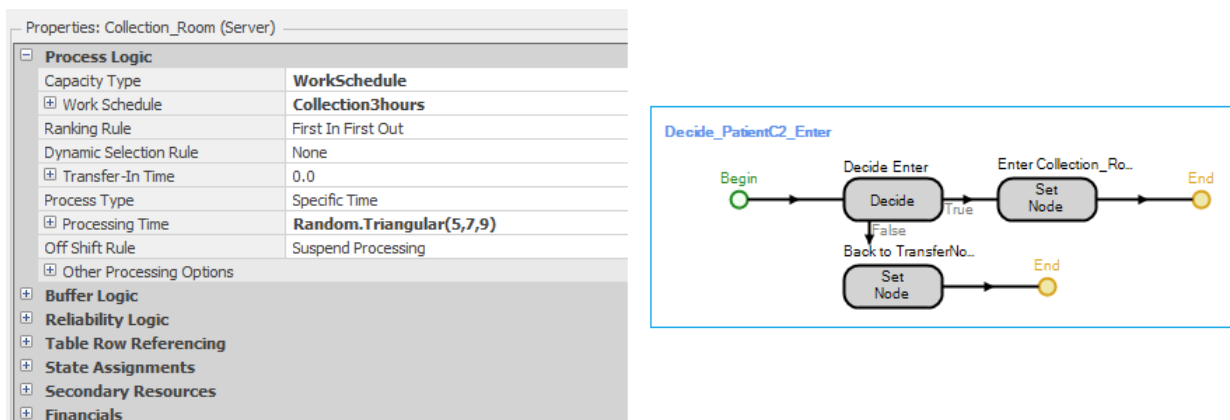 Properties: Collection_Room (Server)
Process Logic
Capacity Type WorkSchedule
Work Schedule Collection3hours
Ranking Rule First In First Out
Dynamic Selection Rule None
Transfer-In Time 0.0
Process Type Specific Time
Processing Time Random.Triangular(5,7,9)
Off Shift Rule Suspend Processing
Other Processing Options
Buffer Logic
Reliability Logic
Table Row Referencing
State Assignments
Secondary Resources
Financials
Decide_PatientC2_Enter
Begin
Decide Enter
Decide
True
False
Enter Collection_Ro...
Set
Node
End
Back to TransferNo...
Set
Node
End